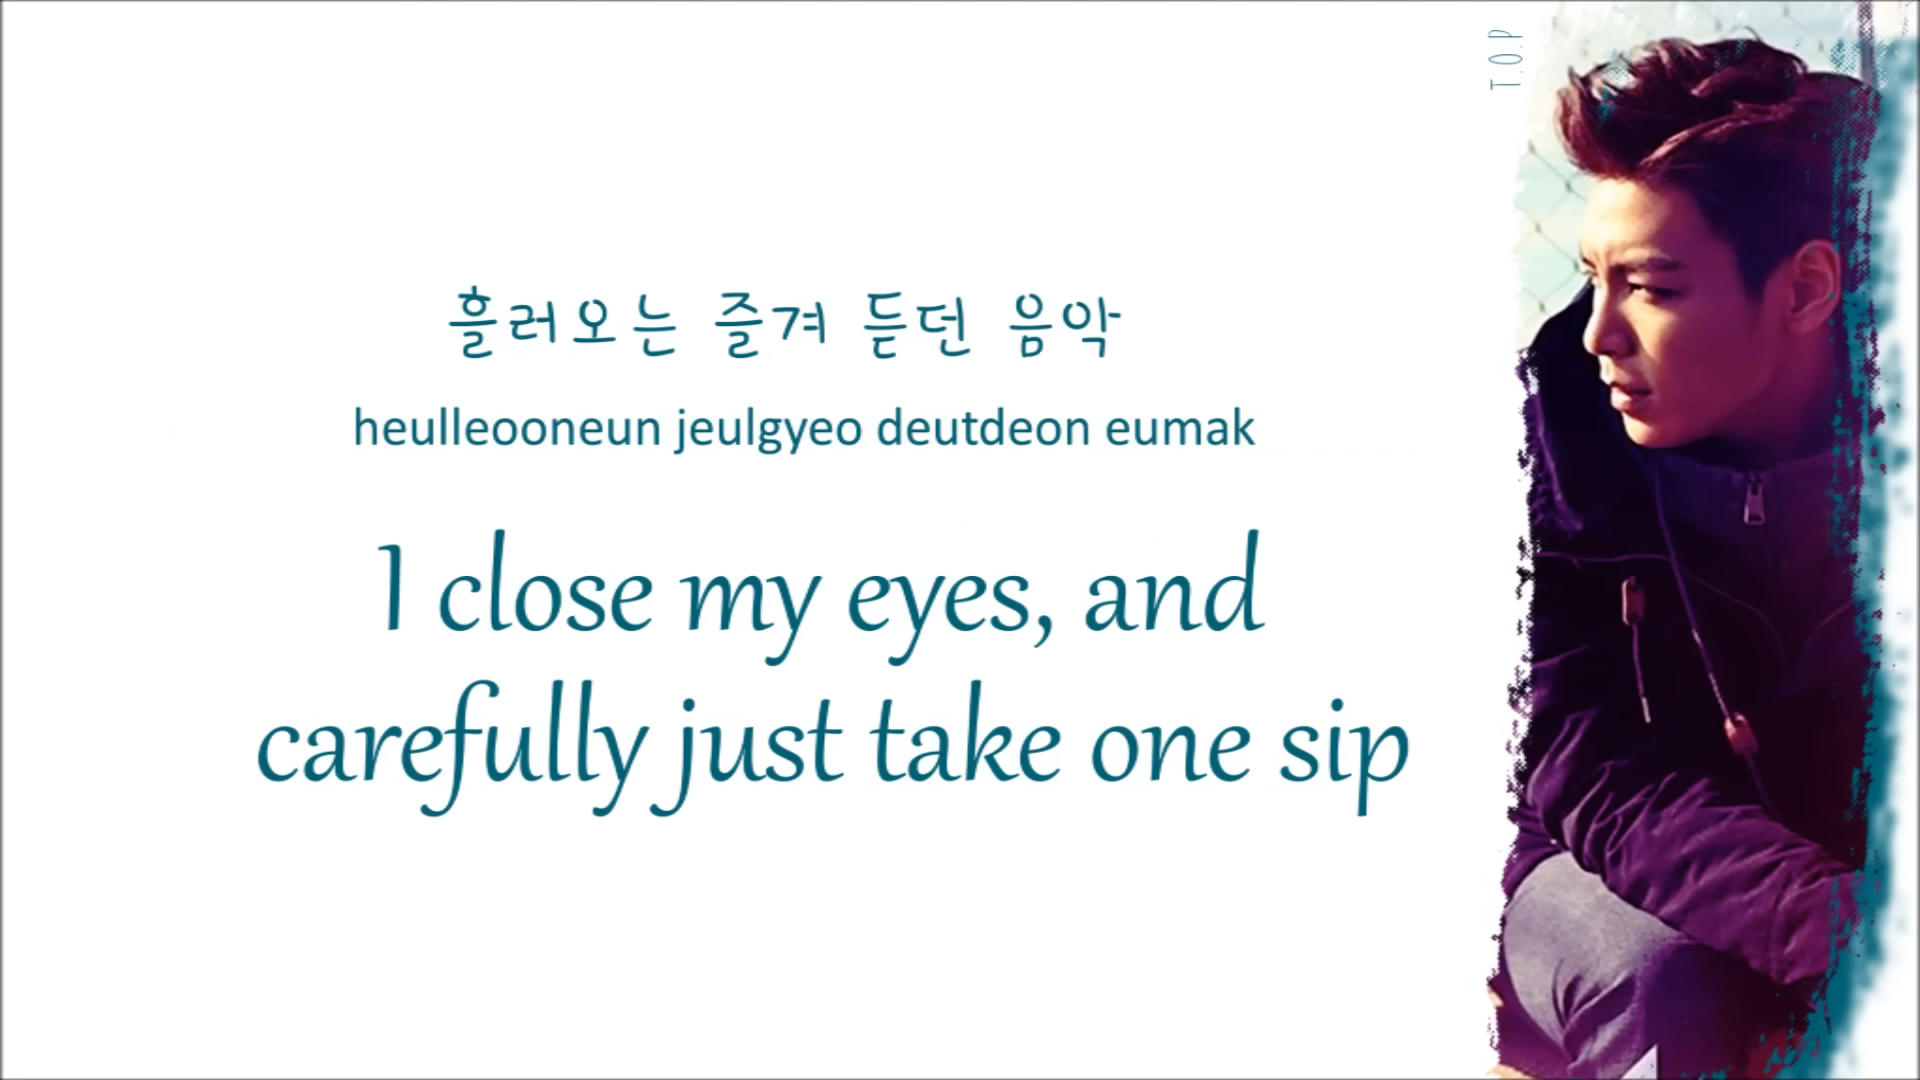 흘러오는 즐겨 듣던 음악
heulleooneun jeulgyeo deutdeon eumak
I close my eyes, and
carefully just take one sip
T.O.P